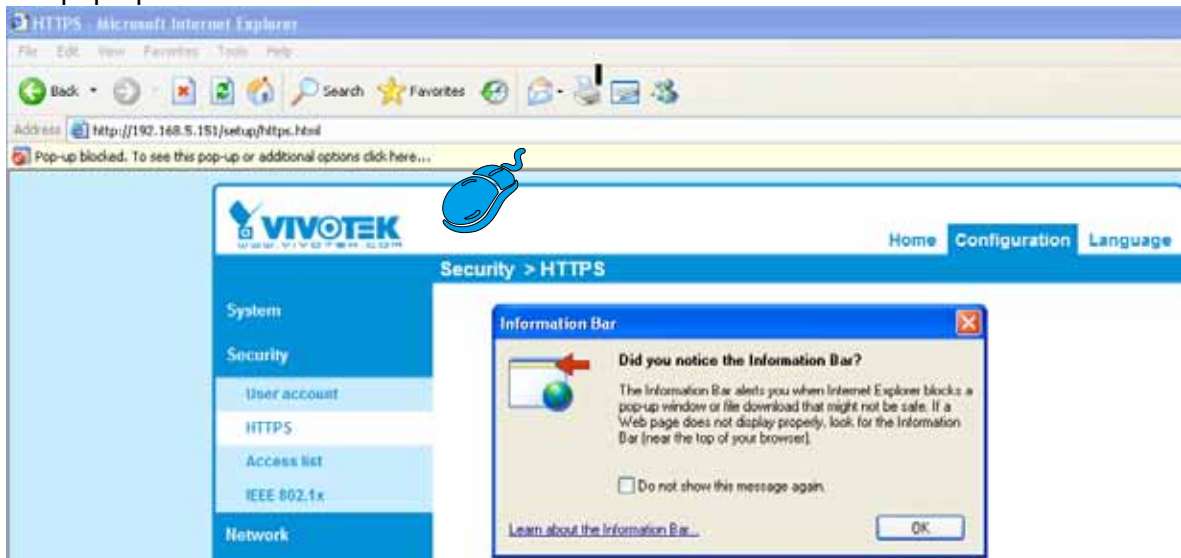 HTTPS - Microsoft Internet Explorer
File Edit View Favorites Tools Help
Back Search Favorites
Address http://192.168.5.151/setup/https.html
Pop-up blocked. To see this pop-up or additional options click here...
VIVOTEK
WWW.VIVOTEK.COM
Home Configuration Language
Security > HTTPS
System
Security
User account
HTTPS
Access list
IEEE 802.1x
Network
Information Bar
Did you notice the Information Bar?
The Information Bar alerts you when Internet Explorer blocks a
pop-up window or file download that might not be safe. If a
Web page does not display properly, look for the Information
Bar (near the top of your browser).
Do not show this message again.
Learn about the Information Bar...
OK